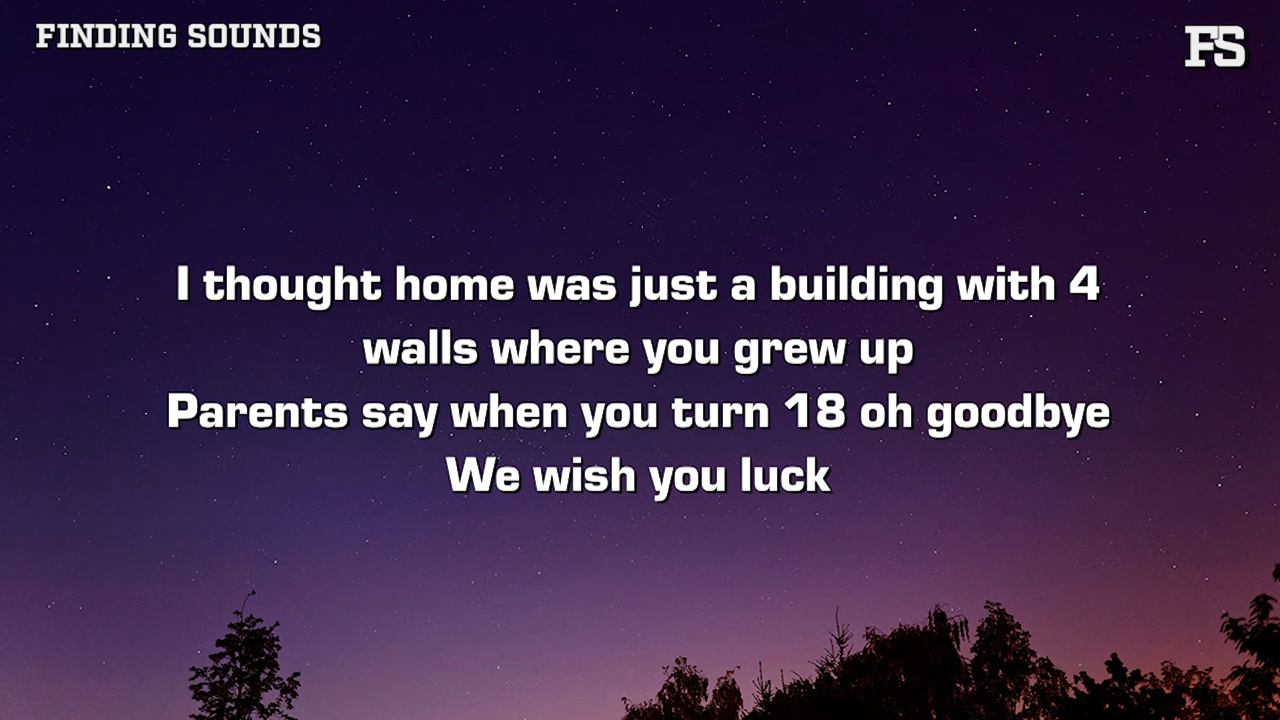 FINDING SOUNDS
FS
I thought home was just a building with 4
walls where you grew up
Parents say when you turn 18 oh goodbye
We wish you luck